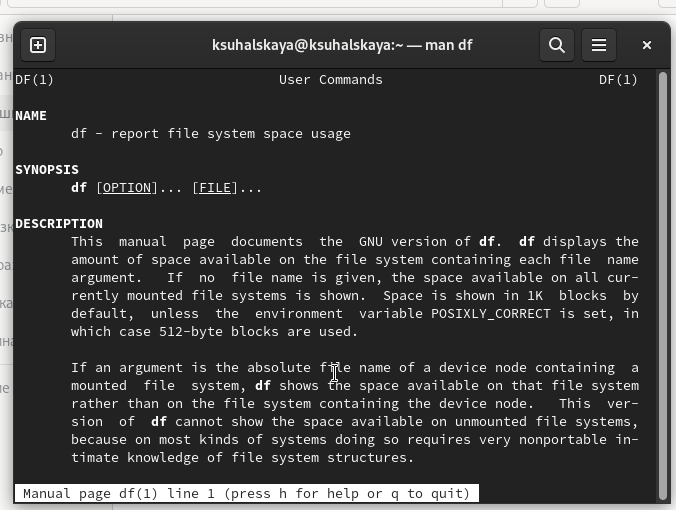 ksuhalskaya@ksuhalskaya:~ — man df
DF(1) User Commands DF(1)
NAME
df - report file system space usage
SYNOPSIS
df [OPTION]... [FILE]...
DESCRIPTION
This manual page documents the GNU version of df. df displays the
amount of space available on the file system containing each file name
argument. If no file name is given, the space available on all cur-
rently mounted file systems is shown. Space is shown in 1K blocks by
default, unless the environment variable POSIXLY_CORRECT is set, in
which case 512-byte blocks are used.
If an argument is the absolute file name of a device node containing a
mounted file system, df shows the space available on that file system
rather than on the file system containing the device node. This ver-
sion of df cannot show the space available on unmounted file systems,
because on most kinds of systems doing so requires very nonportable in-
timate knowledge of file system structures.
Manual page df(1) line 1 (press h for help or q to quit)